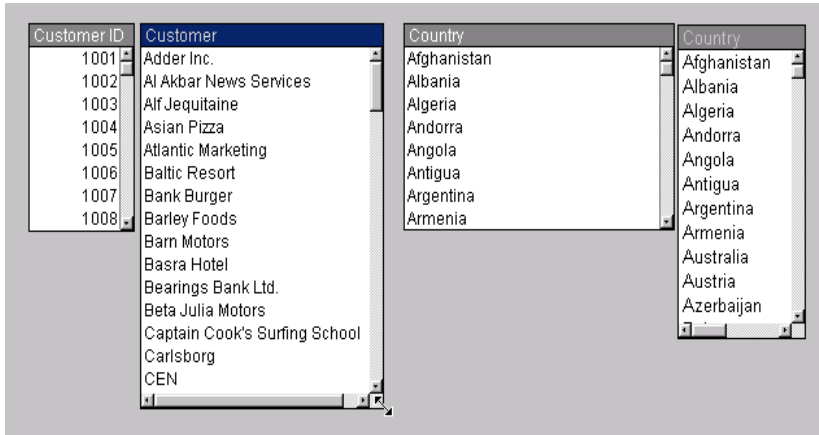 Customer ID
1001
1002
1003
1004
1005
1006
1007
1008
Customer
Adder Inc.
Al Akbar News Services
Alf Jequitaine
Asian Pizza
Atlantic Marketing
Baltic Resort
Bank Burger
Barley Foods
Barn Motors
Basra Hotel
Bearings Bank Ltd.
Beta Julia Motors
Captain Cook's Surfing School
Carlsborg
CEN
Country
Afghanistan
Albania
Algeria
Andorra
Angola
Antigua
Argentina
Armenia
Country
Afghanistan
Albania
Algeria
Andorra
Angola
Antigua
Argentina
Armenia
Australia
Austria
Azerbaijan